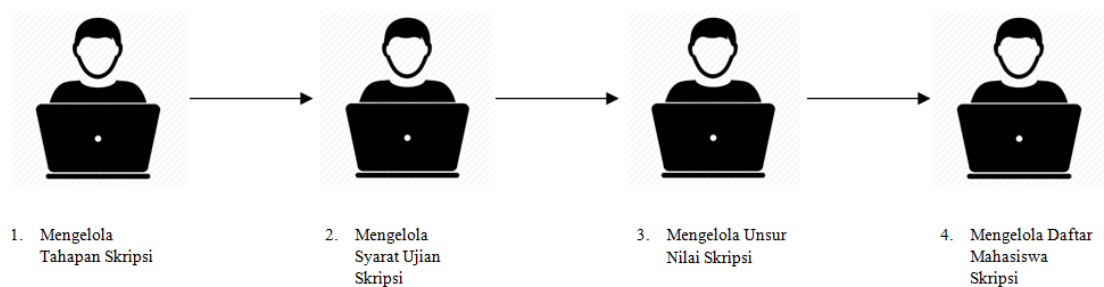 1. Mengelola
Tahapan Skripsi
2. Mengelola
Syarat Ujian
Skripsi
3. Mengelola Unsur
Nilai Skripsi
4. Mengelola Daftar
Mahasiswa
Skripsi